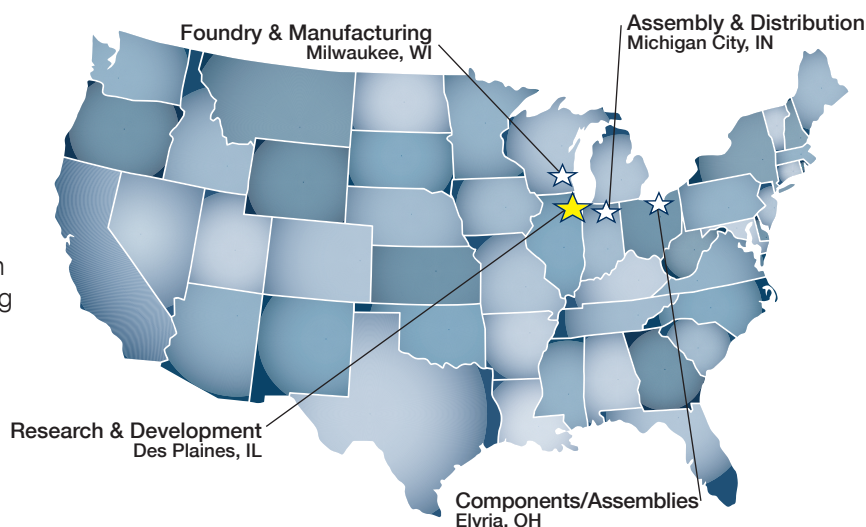 Foundry & Manufacturing
Milwaukee, WI
Assembly & Distribution
Michigan City, IN
Research & Development
Des Plaines, IL
Components/Assemblies
Elyria, OH